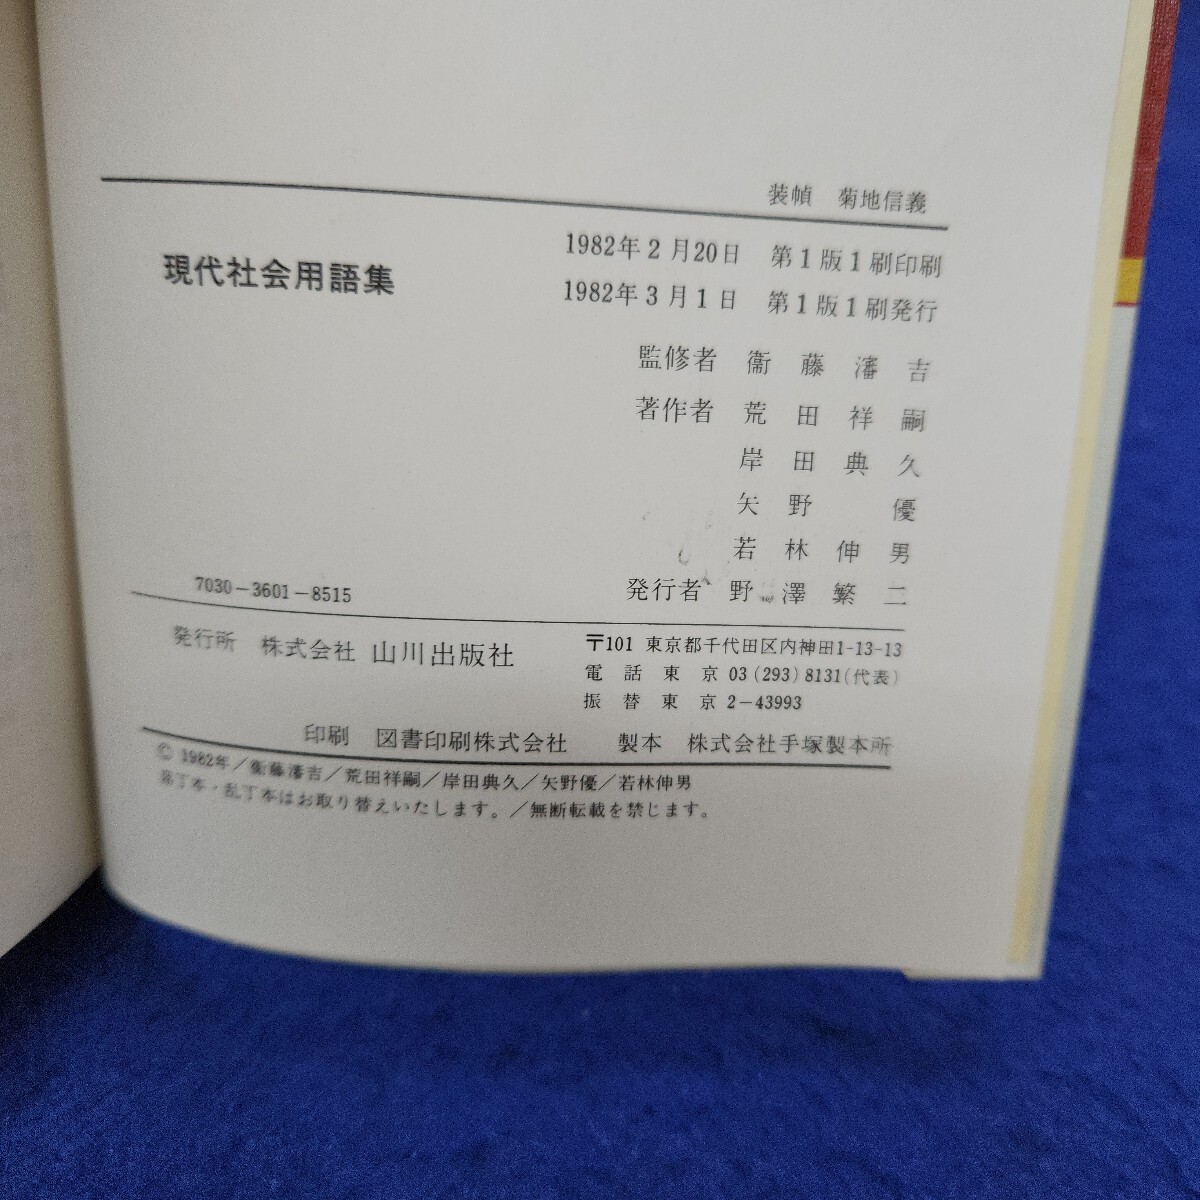 装幀 菊地信義
現代社会用語集
1982年2月20日 第1版1刷印刷
1982年3月1日 第1版1刷発行
監修者 衞藤瀋吉
著作者 荒田祥嗣
岸田典久
矢野 優
若林伸男
発行者 野澤繁二
7030-3601-8515
発行所 株式会社 山川出版社
〒101 東京都千代田区内神田1-13-13
電話 東京 03(293)8131(代表)
振替 東京 2-43993
印刷 図書印刷株式会社 製本 株式会社手塚製本所
© 1982年/衞藤瀋吉/荒田祥嗣/岸田典久/矢野優/若林伸男
落丁本・乱丁本はお取り替えいたします。/無断転載を禁じます。